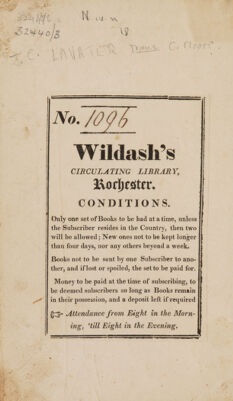 32440/B
J. C. LAVATER
No. 1096
Wildash's
CIRCULATING LIBRARY,
Rochester.
CONDITIONS.
Only one set of Books to be had at a time, unless
the Subscriber resides in the Country, then two
will be allowed; New ones not to be kept longer
than four days, nor any others beyond a week.
Books not to be sent by one Subscriber to ano-
ther, and if lost or spoiled, the set to be paid for.
Money to be paid at the time of subscribing, to
be deemed subscribers so long as Books remain
in their possession, and a deposit left if required
☞ Attendance from Eight in the Morn-
ing, 'till Eight in the Evening.